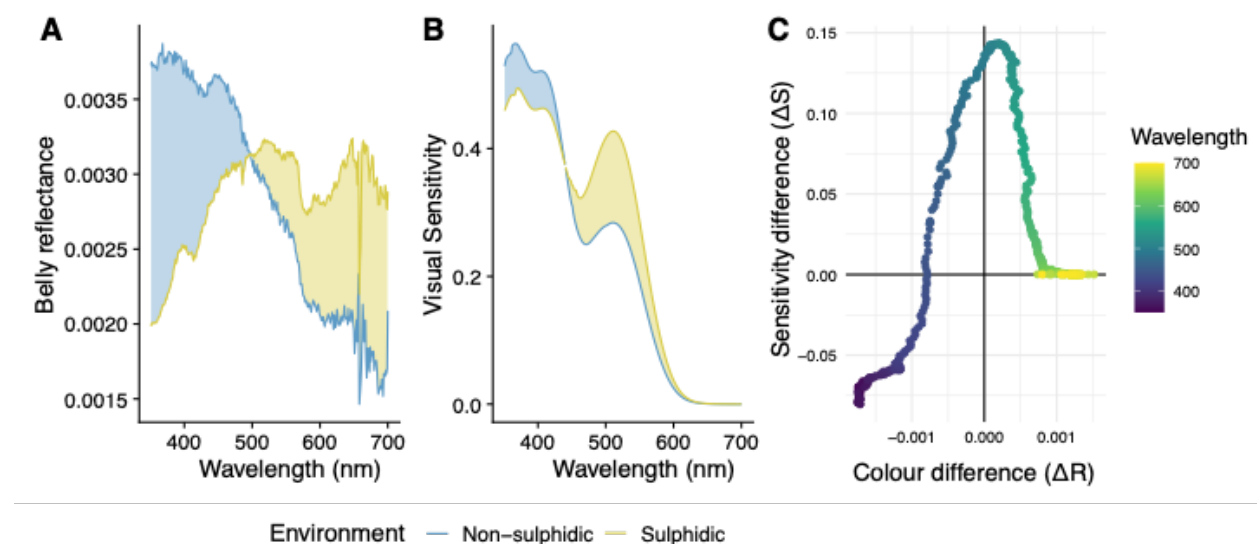 A
B
C
Belly reflectance
0.0035
0.0030
0.0025
0.0020
0.0015
400 500 600 700
Wavelength (nm)
Visual Sensitivity
0.4
0.2
0.0
400 500 600 700
Wavelength (nm)
Sensitivity difference (ΔS)
0.15
0.10
0.05
0.00
−0.05
−0.001 0.000 0.001
Colour difference (ΔR)
Wavelength
700
600
500
400
Environment Non−sulphidic Sulphidic